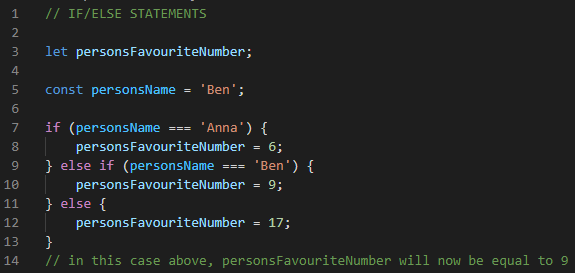 1 // IF/ELSE STATEMENTS
2
3 let personsFavouriteNumber;
4
5 const personsName = 'Ben';
6
7 if (personsName === 'Anna') {
8     personsFavouriteNumber = 6;
9 } else if (personsName === 'Ben') {
10     personsFavouriteNumber = 9;
11 } else {
12     personsFavouriteNumber = 17;
13 }
14 // in this case above, personsFavouriteNumber will now be equal to 9